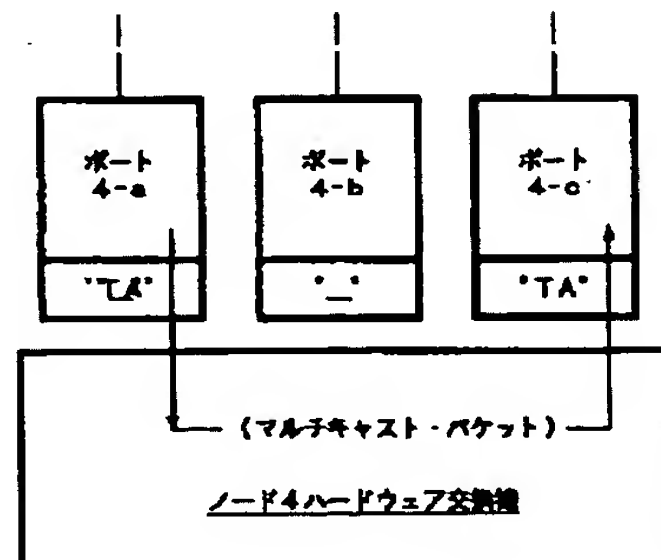 ポート
4-a
ポート
4-b
ポート
4-c
"TA"
"_"
"TA"
(マルチキャスト・パケット)
ノード4ハードウェア交換機